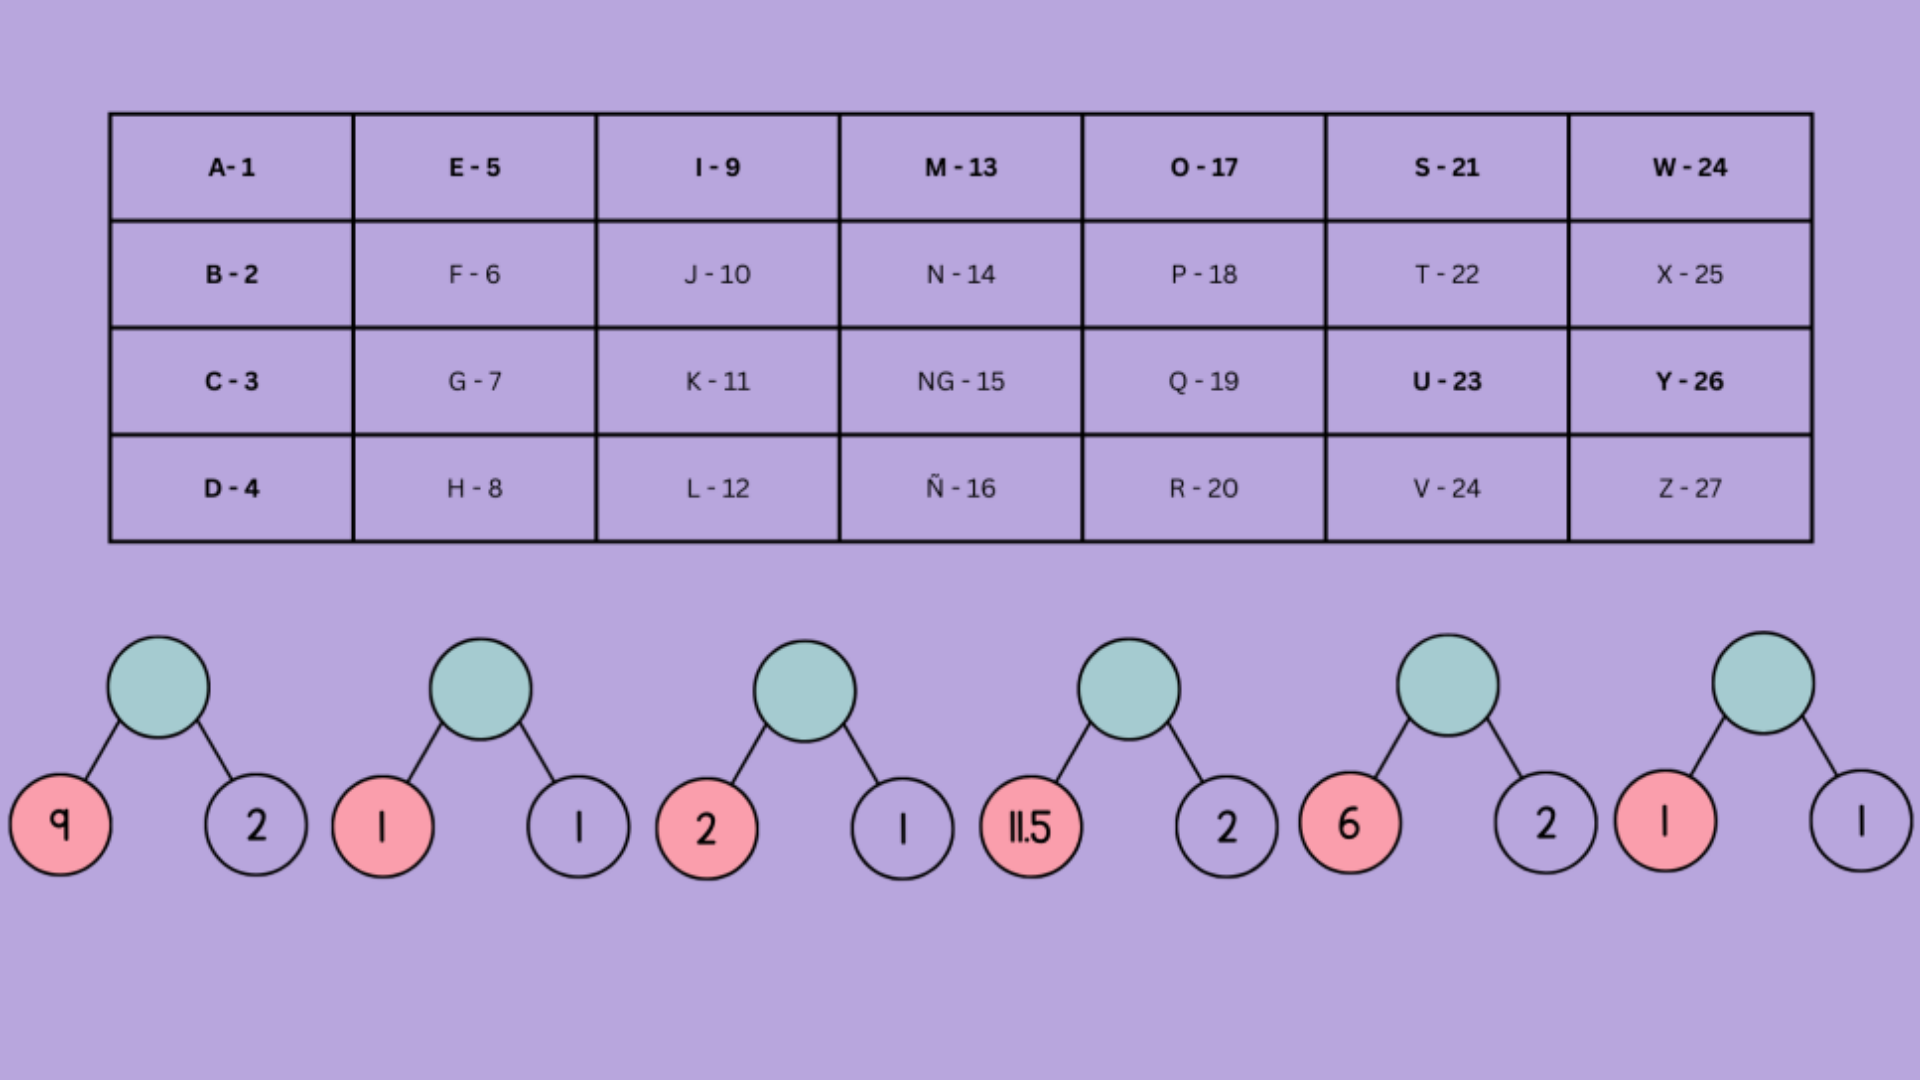 A- 1 E - 5 I - 9 M - 13 O - 17 S - 21 W - 24
B - 2 F - 6 J - 10 N - 14 P - 18 T - 22 X - 25
C - 3 G - 7 K - 11 NG - 15 Q - 19 U - 23 Y - 26
D - 4 H - 8 L - 12 Ñ - 16 R - 20 V - 24 Z - 27
9 2 1 1 2 1 11.5 2 6 2 1 1